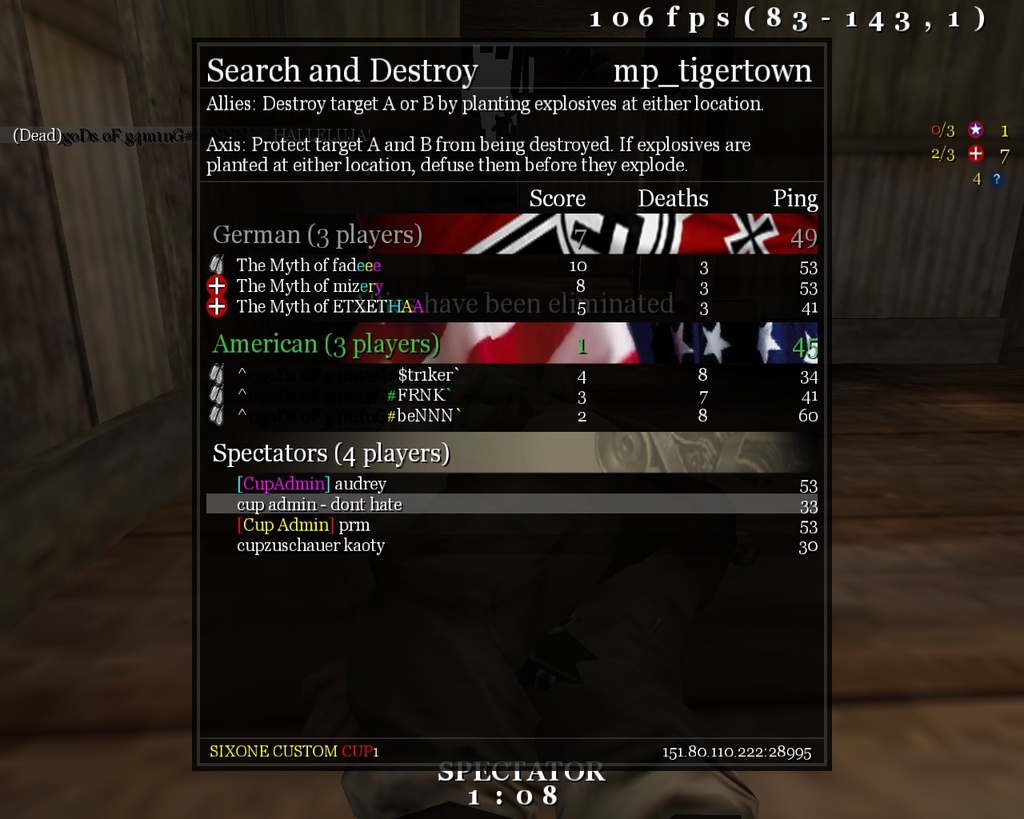 106fps(83-143,1)
Search and Destroy mp_tigertown
Allies: Destroy target A or B by planting explosives at either location.
(Dead)goDs.oF.g4m1nG#beNNN`: HALLELUJA!
0/3 1
Axis: Protect target A and B from being destroyed. If explosives are
planted at either location, defuse them before they explode.
2/3 7
4 ?
Score Deaths Ping
German (3 players) 7 49
The Myth of fadeee 10 3 53
The Myth of mizery 8 3 53
have been eliminated
The Myth of ETXETHAA 5 3 41
American (3 players) 1 45
^ $tr1ker` 4 8 34
^ #FRNK` 3 7 41
^ #beNNN` 2 8 60
Spectators (4 players)
[CupAdmin] audrey 53
cup admin - dont hate 33
[Cup Admin] prm 53
cupzuschauer kaoty 30
SIXONE CUSTOM CUP1 151.80.110.222:28995
SPECTATOR
1:08